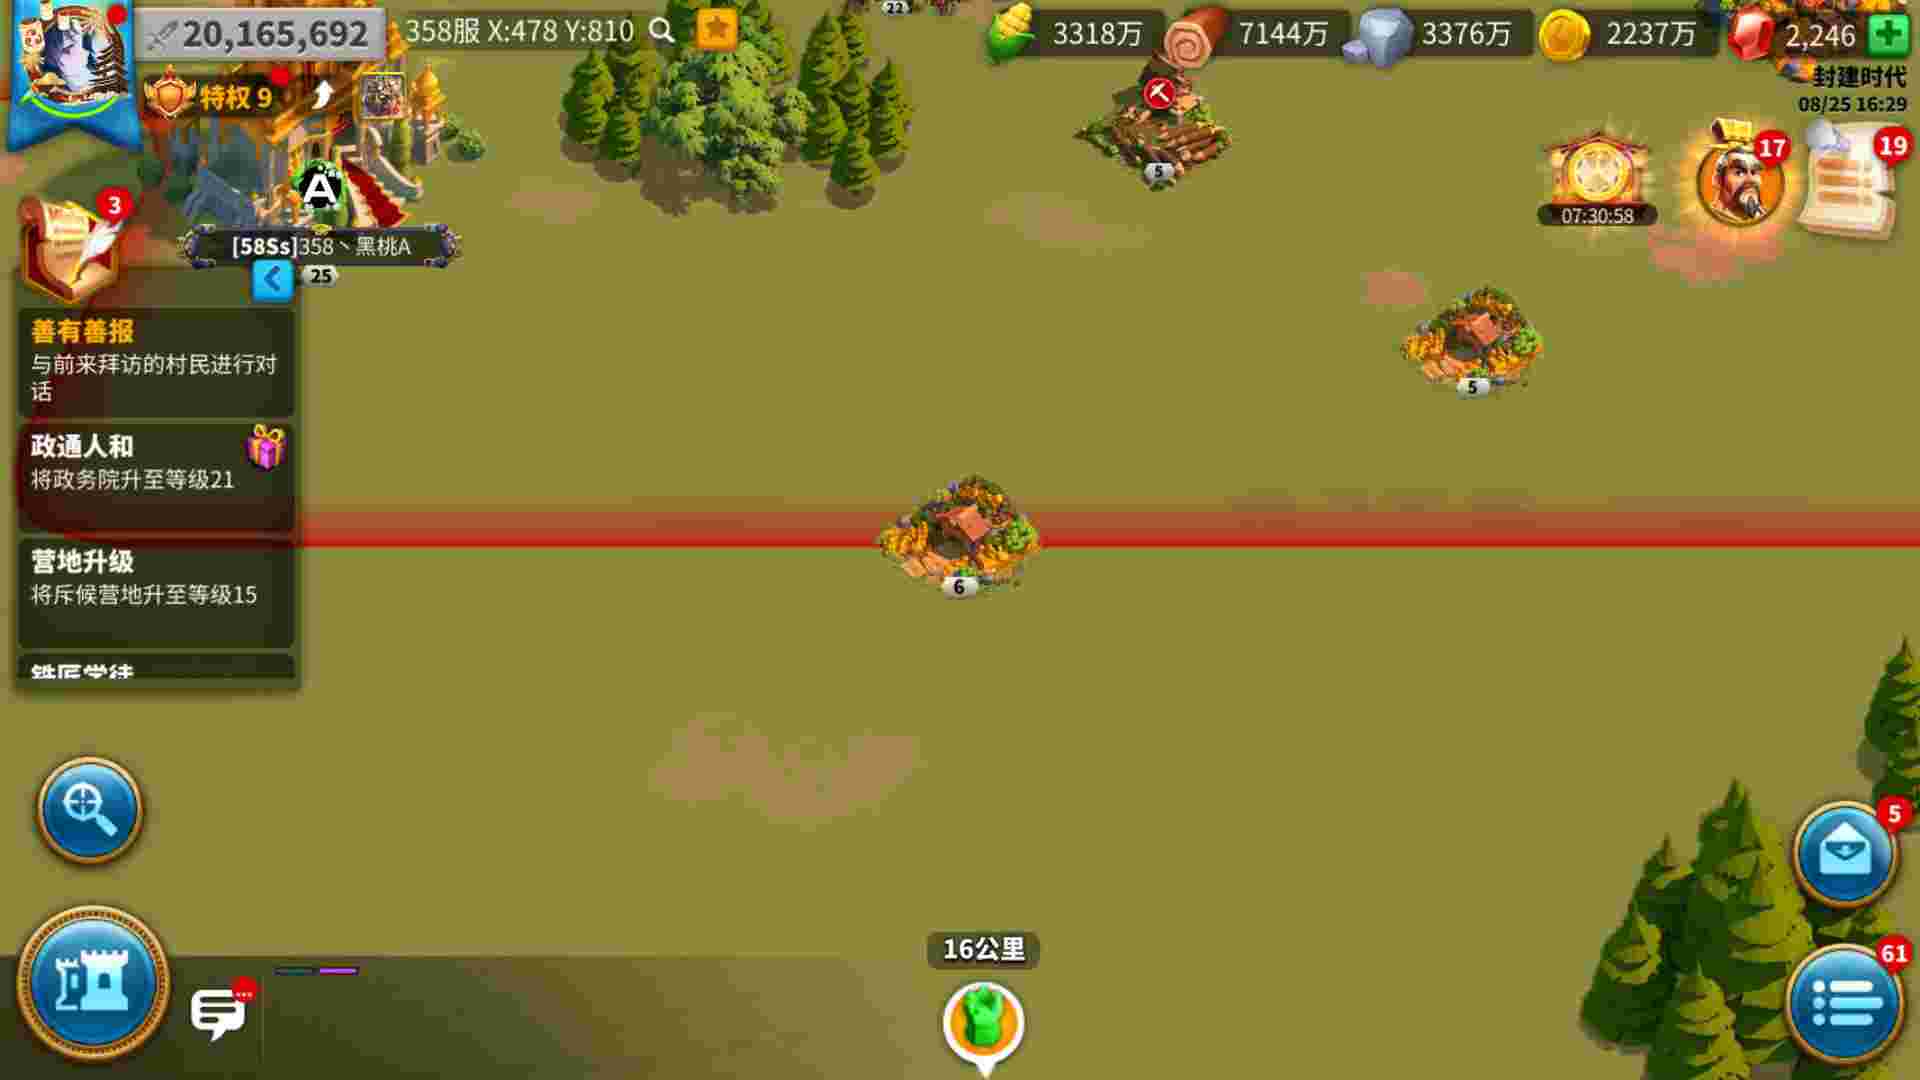 20,165,692
358服 X:478 Y:810
22
3318万
7144万
3376万
2237万
2,246
特权 9
封建时代
08/25 16:29
5
17
19
07:30:58
A
3
[58Ss]358丶黑桃A
25
善有善报
与前来拜访的村民进行对
话
5
政通人和
将政务院升至等级21
营地升级
将斥候营地升至等级15
6
铁匠学徒
5
16公里
61